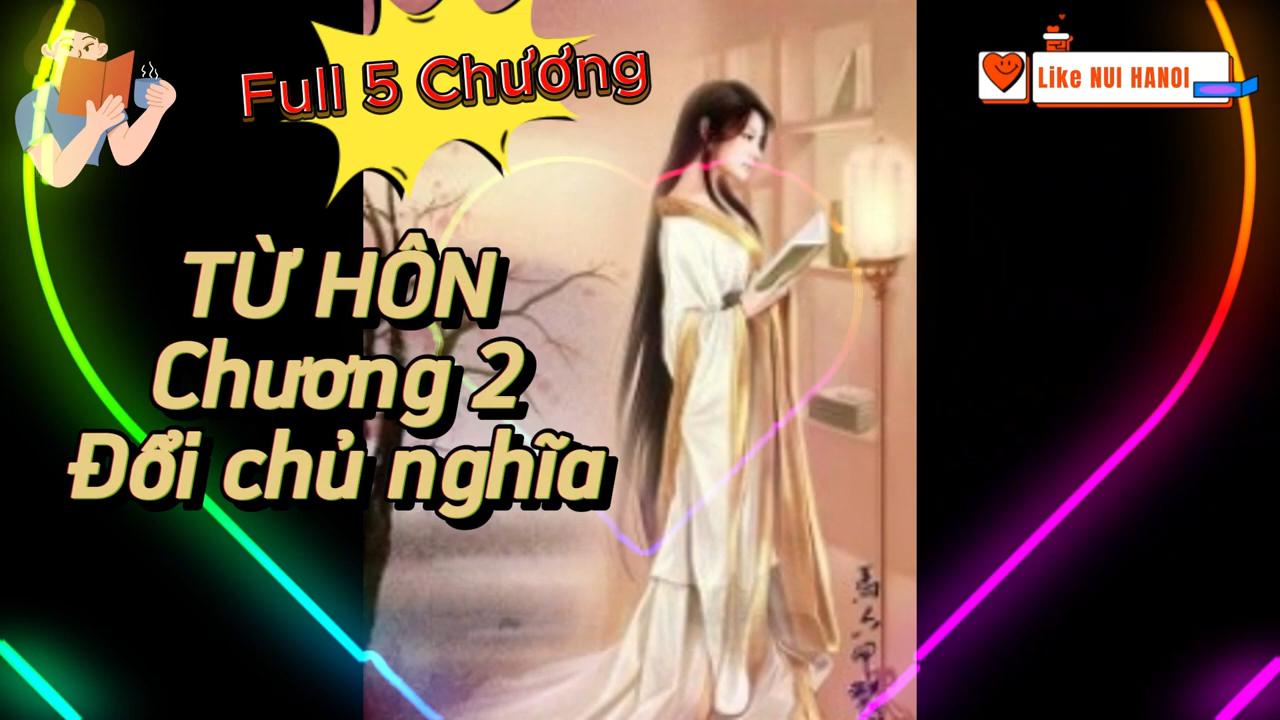 Full 5 Chương
Like NUI HANOI
TỪ HÔN
Chương 2
Đổi chủ nghĩa